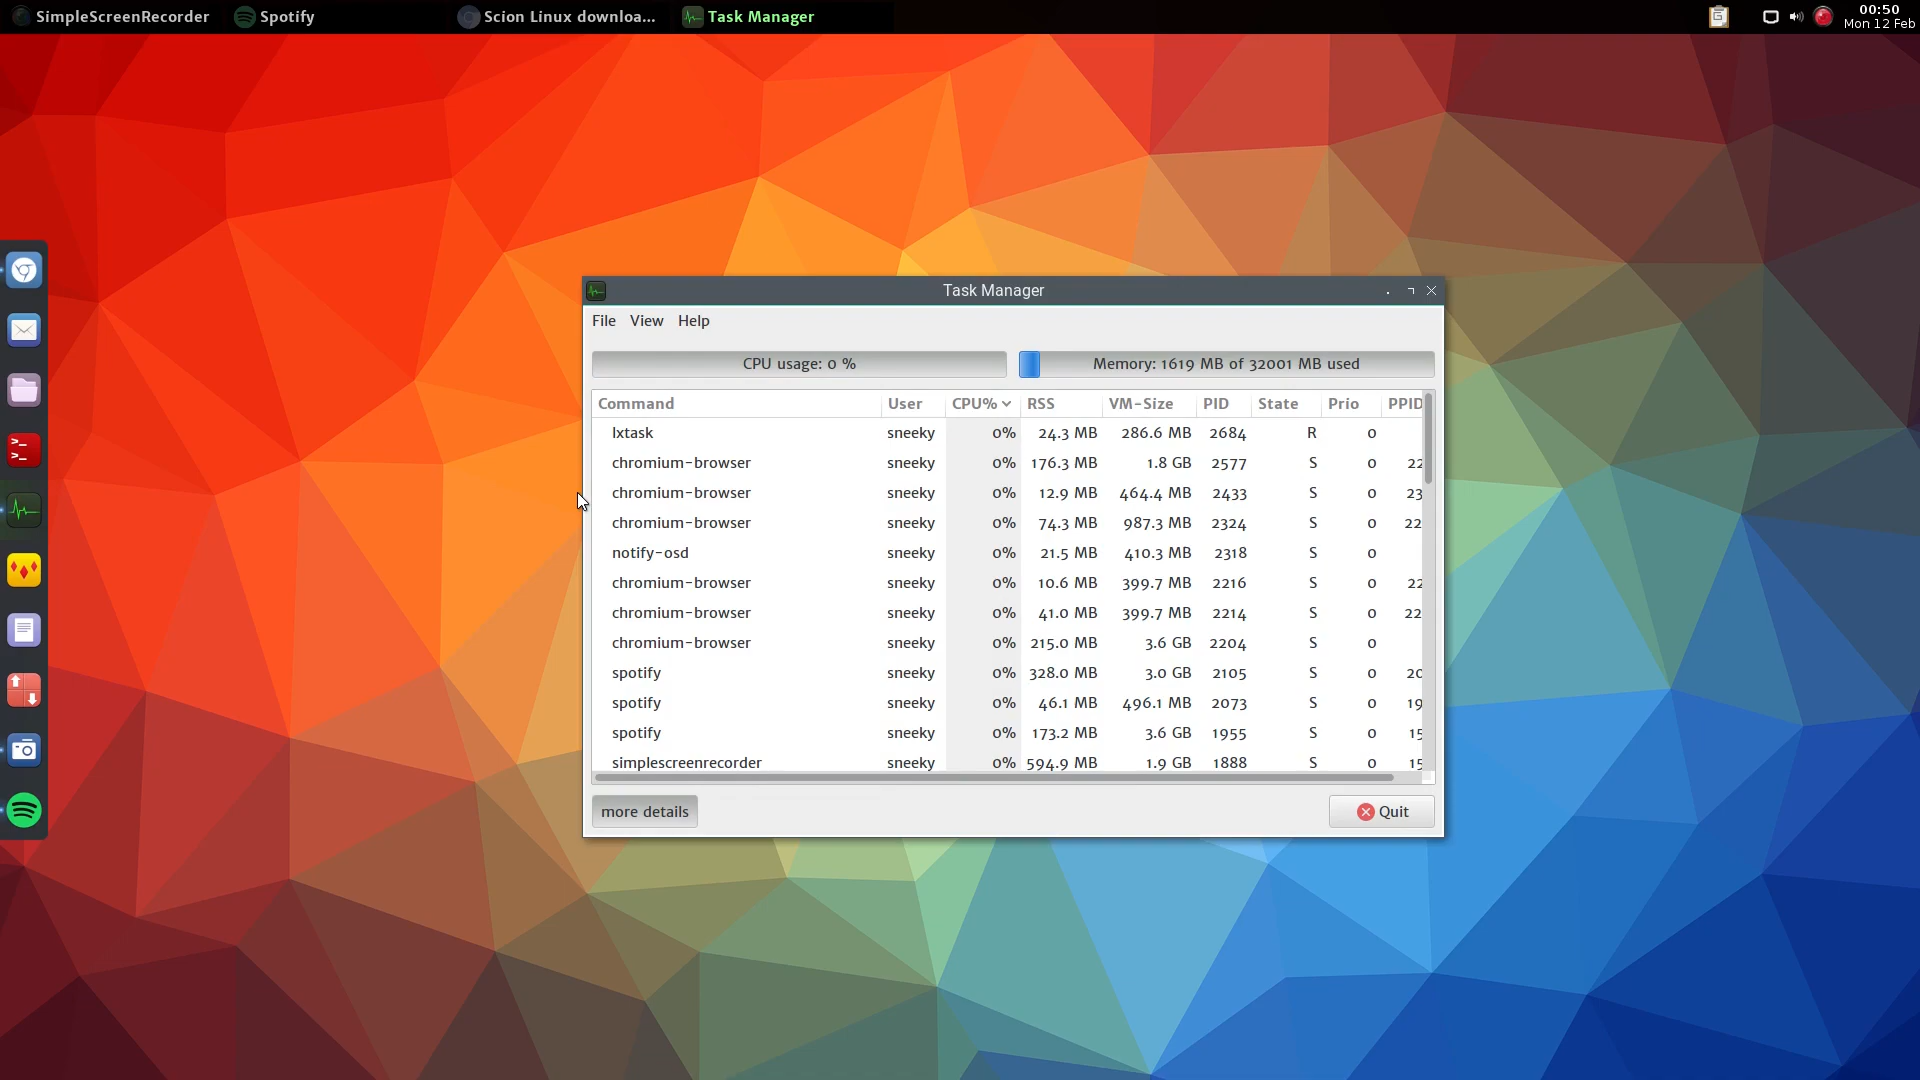 SimpleScreenRecorder Spotify Scion Linux downloa... Task Manager 00:50
Mon 12 Feb
Task Manager
File View Help
CPU usage: 0 % Memory: 1619 MB of 32001 MB used
Command User CPU% RSS VM-Size PID State Prio PPID
lxtask sneeky 0% 24.3 MB 286.6 MB 2684 R 0
chromium-browser sneeky 0% 176.3 MB 1.8 GB 2577 S 0 22
chromium-browser sneeky 0% 12.9 MB 464.4 MB 2433 S 0 23
chromium-browser sneeky 0% 74.3 MB 987.3 MB 2324 S 0 22
notify-osd sneeky 0% 21.5 MB 410.3 MB 2318 S 0
chromium-browser sneeky 0% 10.6 MB 399.7 MB 2216 S 0 22
chromium-browser sneeky 0% 41.0 MB 399.7 MB 2214 S 0 22
chromium-browser sneeky 0% 215.0 MB 3.6 GB 2204 S 0
spotify sneeky 0% 328.0 MB 3.0 GB 2105 S 0 20
spotify sneeky 0% 46.1 MB 496.1 MB 2073 S 0 19
spotify sneeky 0% 173.2 MB 3.6 GB 1955 S 0 15
simplescreenrecorder sneeky 0% 594.9 MB 1.9 GB 1888 S 0 15
more details Quit